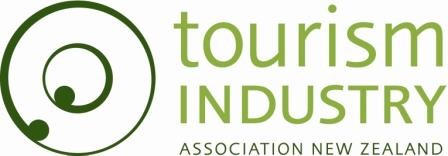 tourism
INDUSTRY
ASSOCIATION NEW ZEALAND